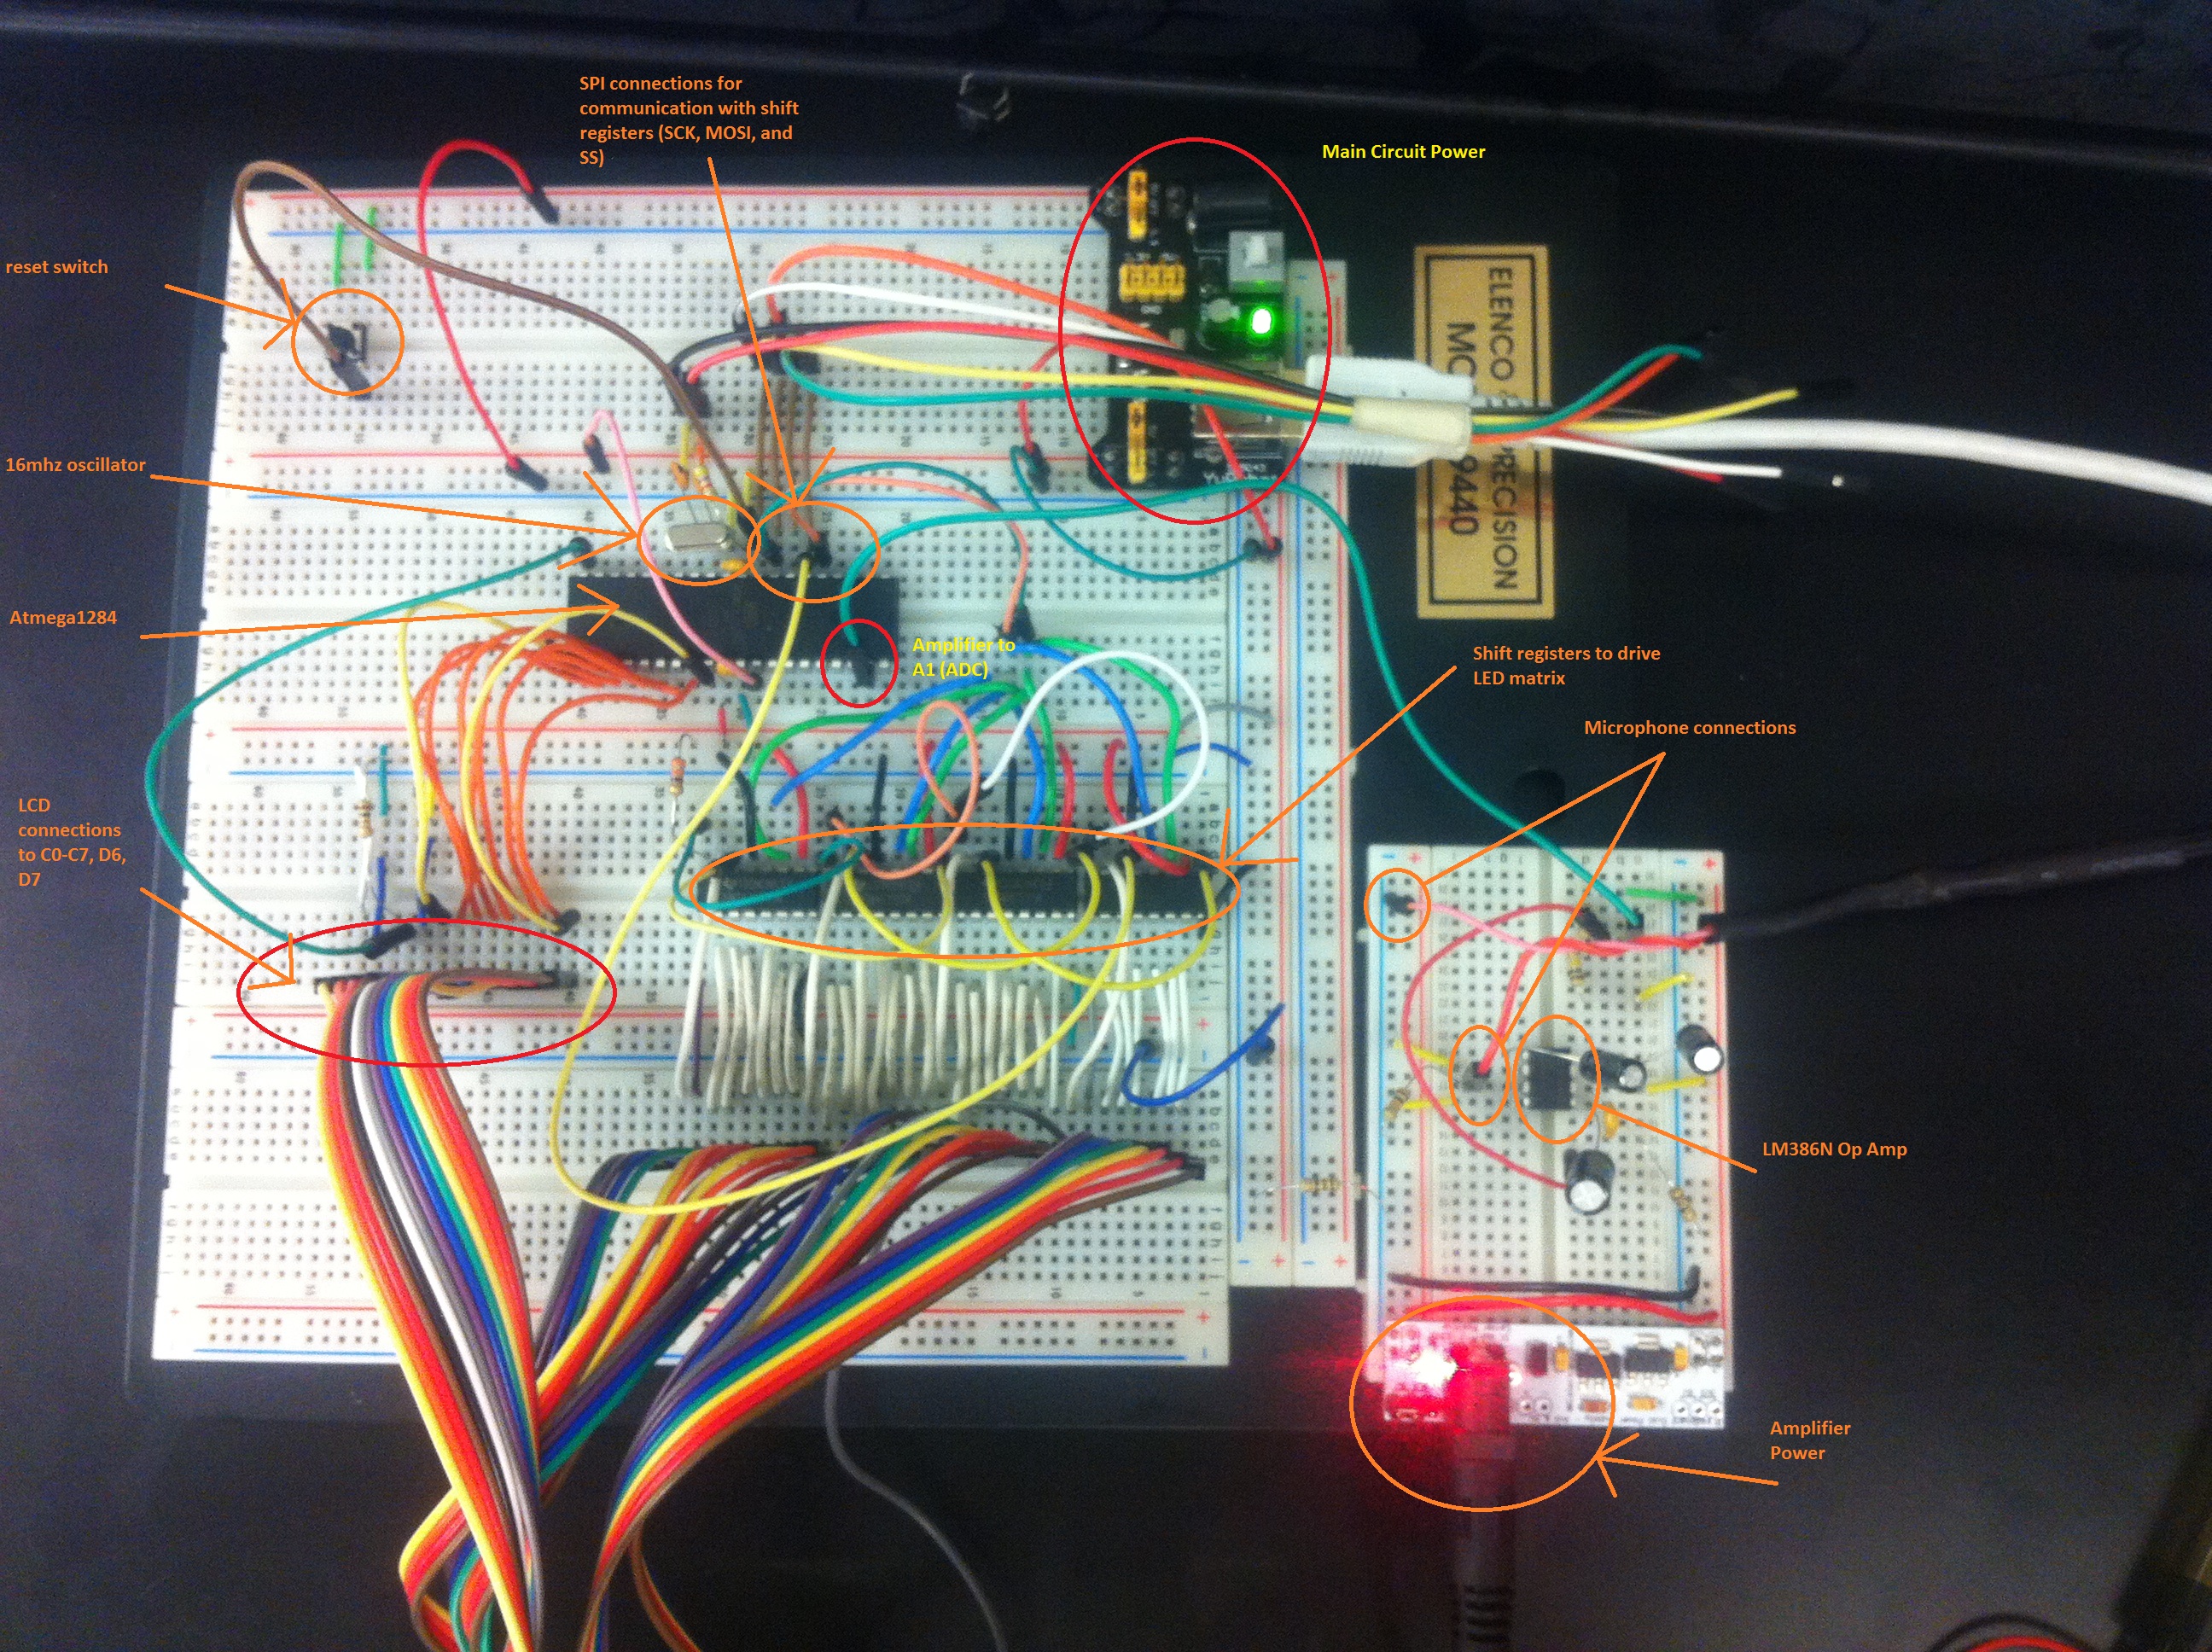 SPI connections for
communication with shift
registers (SCK, MOSI, and
SS)
Main Circuit Power
reset switch
ELENCO
PRECISION
MO
9440
16mhz oscillator
Atmega1284
Amplifier to
A1 (ADC)
Shift registers to drive
LED matrix
Microphone connections
LCD
connections
to C0-C7, D6,
D7
LM386N Op Amp
Amplifier
Power